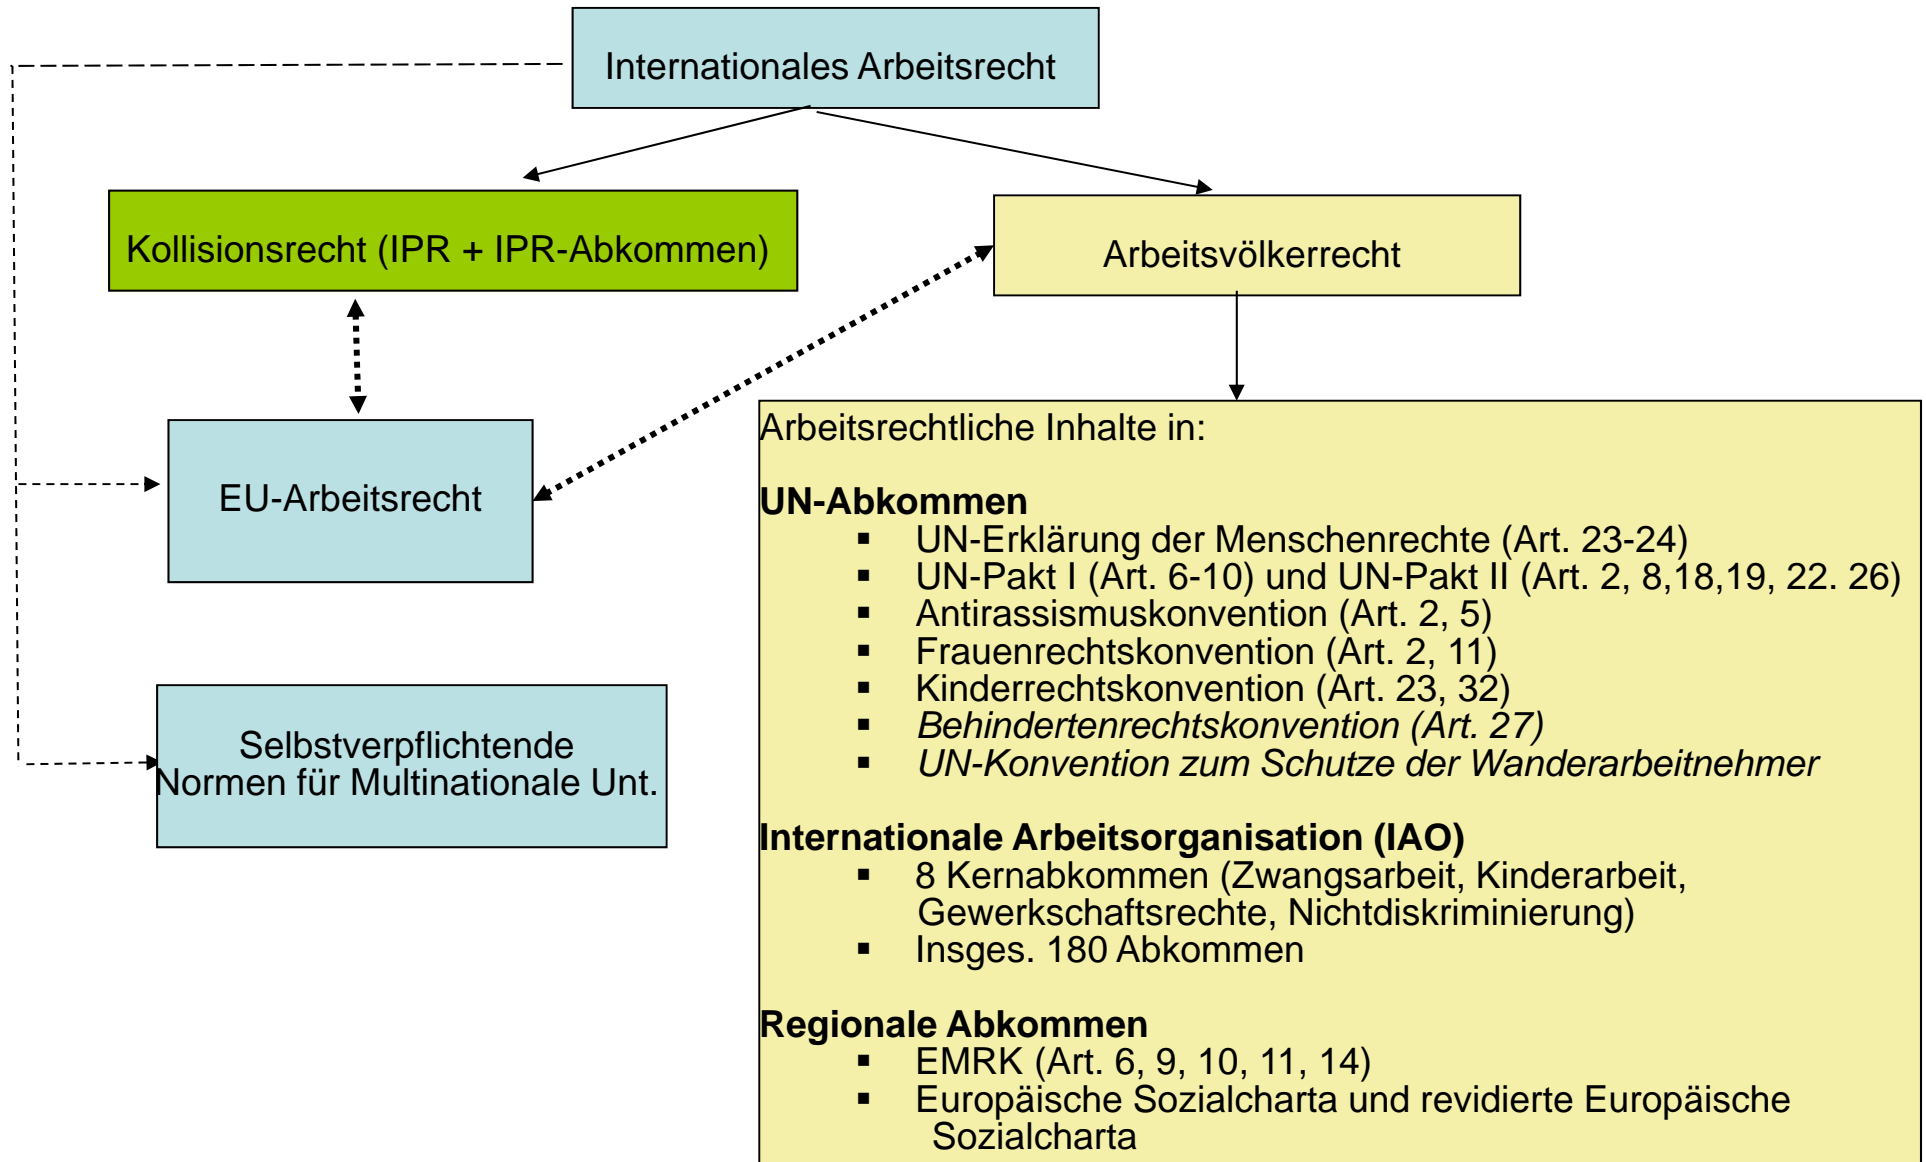 Internationales Arbeitsrecht
Kollisionsrecht (IPR + IPR-Abkommen)
Arbeitsvölkerrecht
EU-Arbeitsrecht
Selbstverpflichtende
Normen für Multinationale Unt.
Arbeitsrechtliche Inhalte in:
UN-Abkommen
▪ UN-Erklärung der Menschenrechte (Art. 23-24)
▪ UN-Pakt I (Art. 6-10) und UN-Pakt II (Art. 2, 8,18,19, 22. 26)
▪ Antirassismuskonvention (Art. 2, 5)
▪ Frauenrechtskonvention (Art. 2, 11)
▪ Kinderrechtskonvention (Art. 23, 32)
▪ Behindertenrechtskonvention (Art. 27)
▪ UN-Konvention zum Schutze der Wanderarbeitnehmer
Internationale Arbeitsorganisation (IAO)
▪ 8 Kernabkommen (Zwangsarbeit, Kinderarbeit,
Gewerkschaftsrechte, Nichtdiskriminierung)
▪ Insges. 180 Abkommen
Regionale Abkommen
▪ EMRK (Art. 6, 9, 10, 11, 14)
▪ Europäische Sozialcharta und revidierte Europäische
Sozialcharta